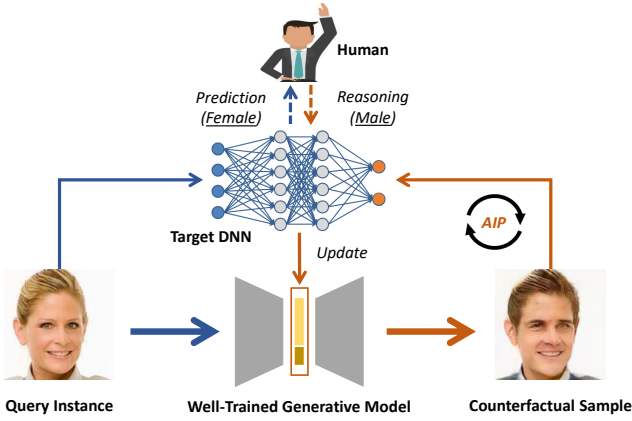 Human
Prediction
(Female)
Reasoning
(Male)
Target DNN
Update
AIP
Query Instance
Well-Trained Generative Model
Counterfactual Sample